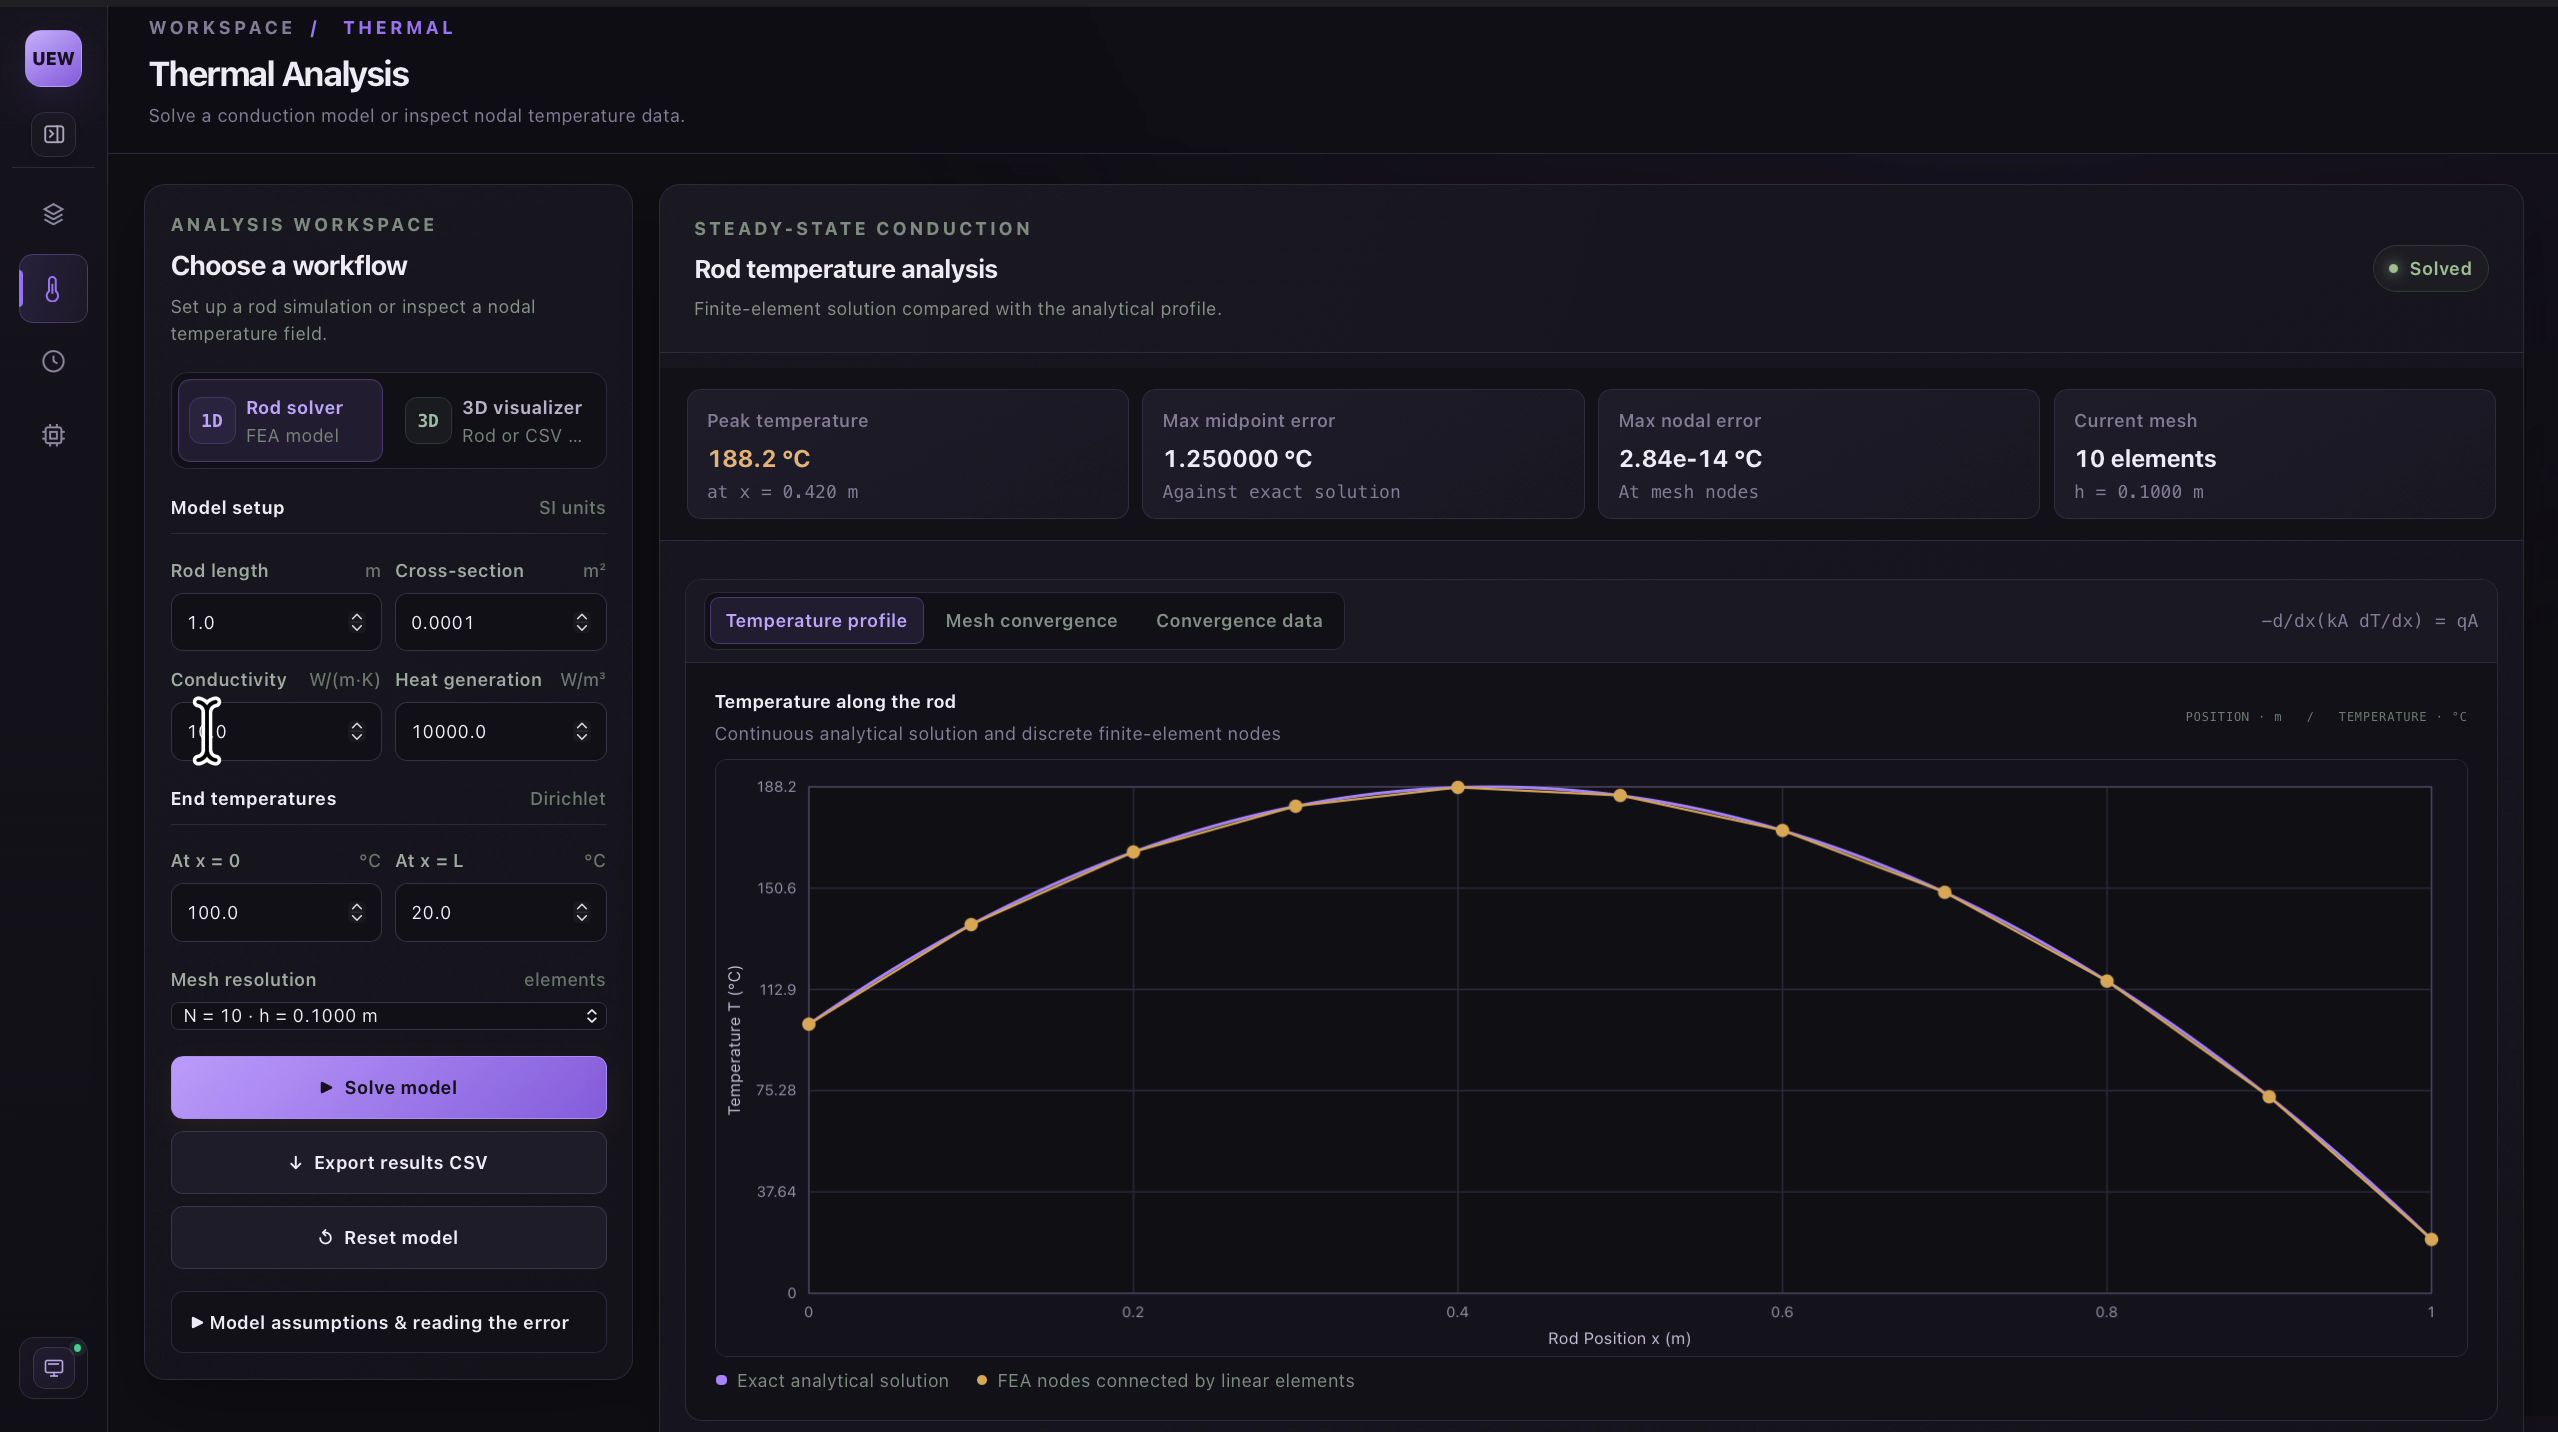 WORKSPACE / THERMAL
Thermal Analysis
Solve a conduction model or inspect nodal temperature data.
UEW
ANALYSIS WORKSPACE
Choose a workflow
Set up a rod simulation or inspect a nodal
temperature field.
1D
Rod solver
FEA model
3D
3D visualizer
Rod or CSV ...
Model setup
SI units
Rod length
m
Cross-section
m²
1.0
0.0001
Conductivity
W/(m·K)
Heat generation
W/m³
10000.0
End temperatures
Dirichlet
At x = 0
°C
At x = L
°C
100.0
20.0
Mesh resolution
elements
N = 10 · h = 0.1000 m
Solve model
Export results CSV
Reset model
Model assumptions & reading the error
STEADY-STATE CONDUCTION
Rod temperature analysis
Finite-element solution compared with the analytical profile.
Solved
Peak temperature
188.2 °C
at x = 0.420 m
Max midpoint error
1.250000 °C
Against exact solution
Max nodal error
2.84e-14 °C
At mesh nodes
Current mesh
10 elements
h = 0.1000 m
Temperature profile
Mesh convergence
Convergence data
−d/dx(kA dT/dx) = qA
Temperature along the rod
Continuous analytical solution and discrete finite-element nodes
POSITION · m / TEMPERATURE · °C
188.2
150.6
112.9
75.28
37.64
0
Temperature T (°C)
0
0.2
0.4
0.6
0.8
1
Rod Position x (m)
Exact analytical solution
FEA nodes connected by linear elements